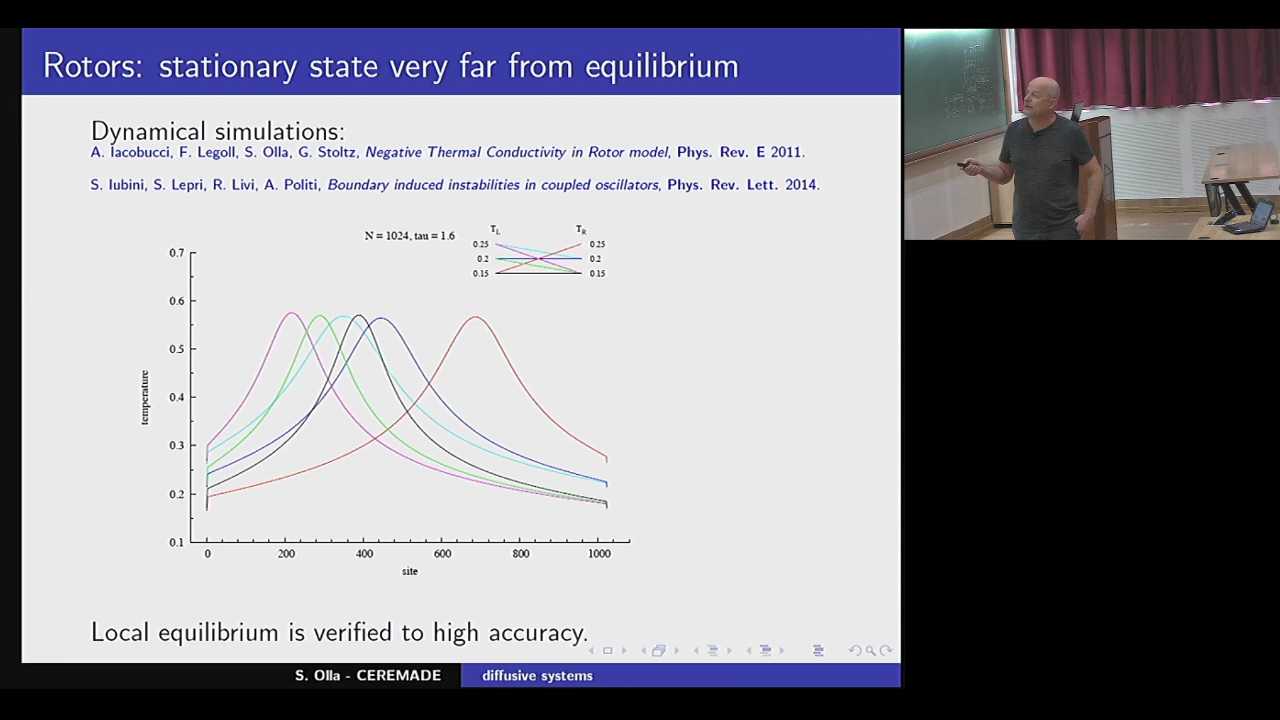 Rotors: stationary state very far from equilibrium
Dynamical simulations:
A. Iacobucci, F. Legoll, S. Olla, G. Stoltz, Negative Thermal Conductivity in Rotor model, Phys. Rev. E 2011.
S. Iubini, S. Lepri, R. Livi, A. Politi, Boundary induced instabilities in coupled oscillators, Phys. Rev. Lett. 2014.
N = 1024, tau = 1.6
TL TR
0.25 0.25
0.2 0.2
0.15 0.15
0.7
0.6
0.5
0.4
0.3
0.2
0.1
temperature
0 200 400 600 800 1000
site
Local equilibrium is verified to high accuracy.
S. Olla - CEREMADE diffusive systems